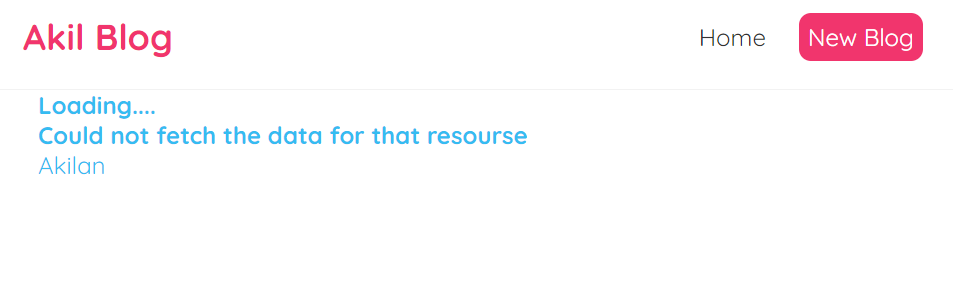 Akil Blog
Home
New Blog
Loading....
Could not fetch the data for that resourse
Akilan